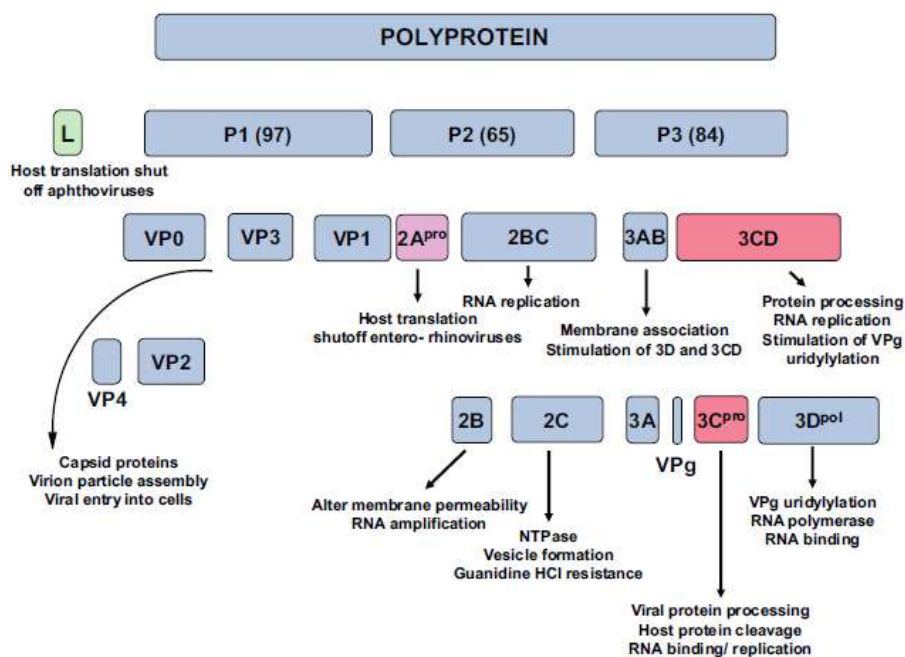 POLYPROTEIN
L
P1 (97)
P2 (65)
P3 (84)
Host translation shut
off aphthoviruses
VP0
VP3
VP1
2Apro
2BC
3AB
3CD
RNA replication
Host translation
shutoff entero- rhinoviruses
Membrane association
Stimulation of 3D and 3CD
Protein processing
RNA replication
Stimulation of VPg
uridylylation
VP4
VP2
Capsid proteins
Virion particle assembly
Viral entry into cells
2B
2C
3A
VPg
3Cpro
3Dpol
Alter membrane permeability
RNA amplification
NTPase
Vesicle formation
Guanidine HCl resistance
VPg uridylylation
RNA polymerase
RNA binding
Viral protein processing
Host protein cleavage
RNA binding/ replication